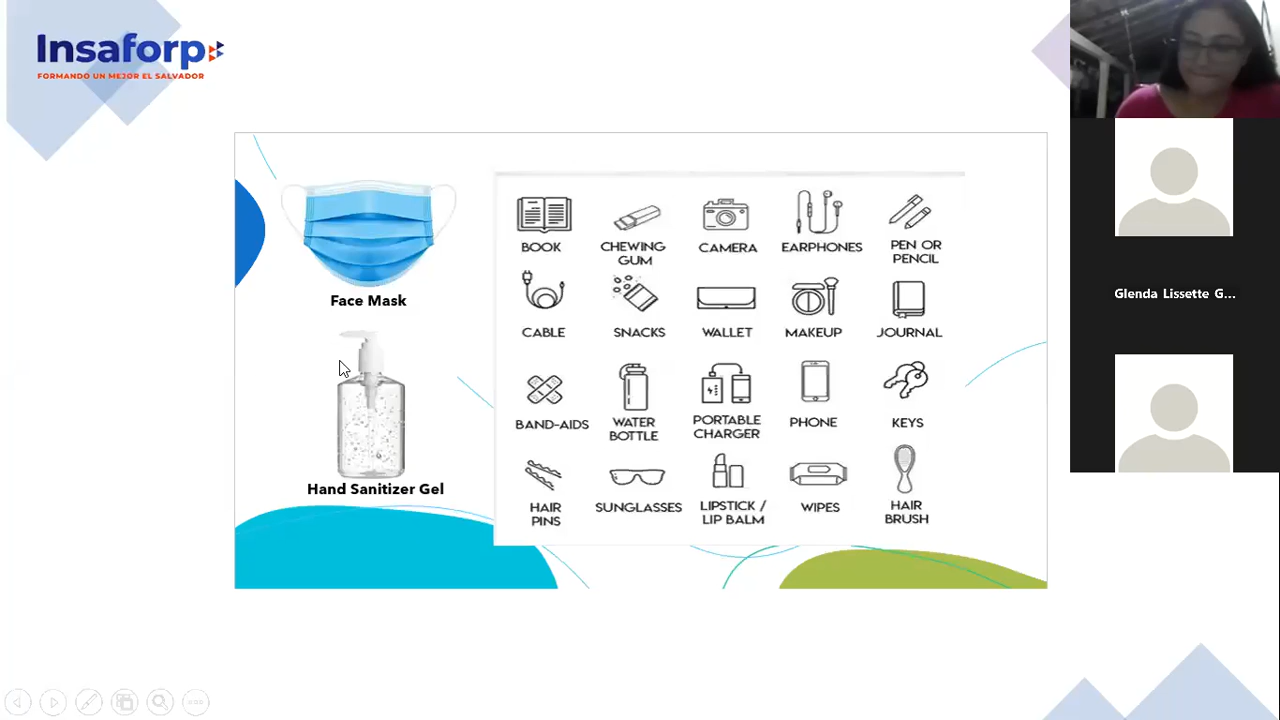 Insaforp
FORMANDO UN MEJOR EL SALVADOR
Face Mask
Hand Sanitizer Gel
BOOK
CHEWING
GUM
CAMERA
EARPHONES
PEN OR
PENCIL
CABLE
SNACKS
WALLET
MAKEUP
JOURNAL
BAND-AIDS
WATER
BOTTLE
PORTABLE
CHARGER
PHONE
KEYS
HAIR
PINS
SUNGLASSES
LIPSTICK /
LIP BALM
WIPES
HAIR
BRUSH
Glenda Lissette G...